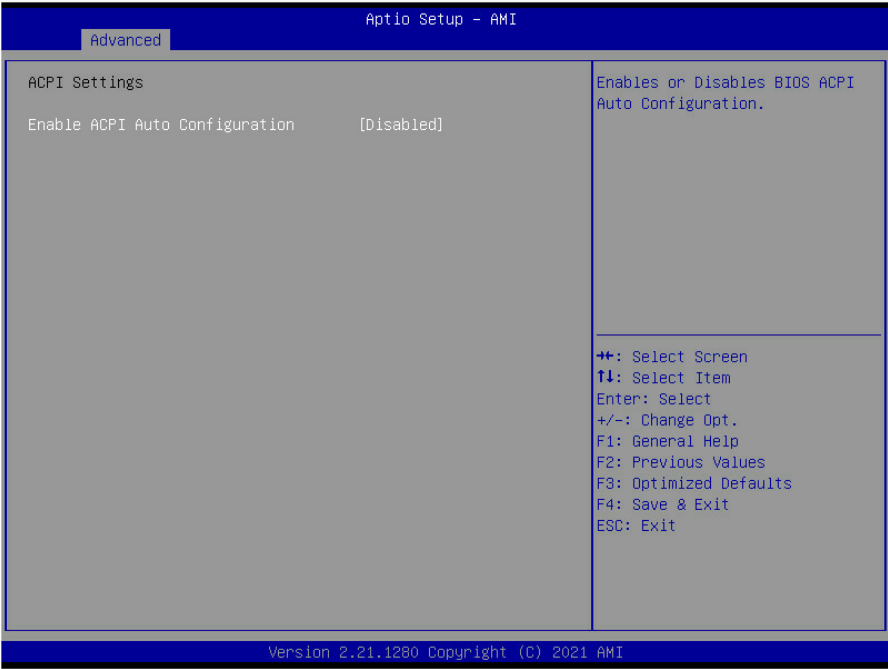 Aptio Setup – AMI
Advanced
ACPI Settings
Enable ACPI Auto Configuration [Disabled]
Enables or Disables BIOS ACPI
Auto Configuration.
→←: Select Screen
↑↓: Select Item
Enter: Select
+/-: Change Opt.
F1: General Help
F2: Previous Values
F3: Optimized Defaults
F4: Save & Exit
ESC: Exit
Version 2.21.1280 Copyright (C) 2021 AMI